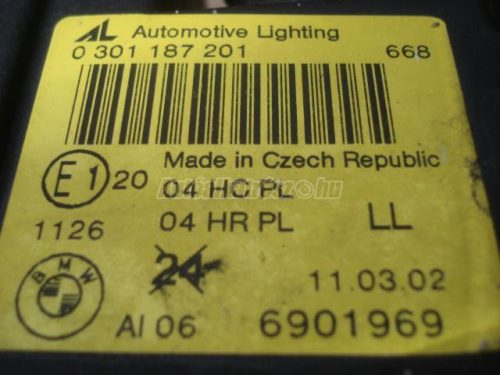 AL Automotive Lighting
0 301 187 201 668
Made in Czech Republic
E1 20 04 HC PL
1126 04 HR PL LL
BMW 24 11.03.02
AI 06 6901969